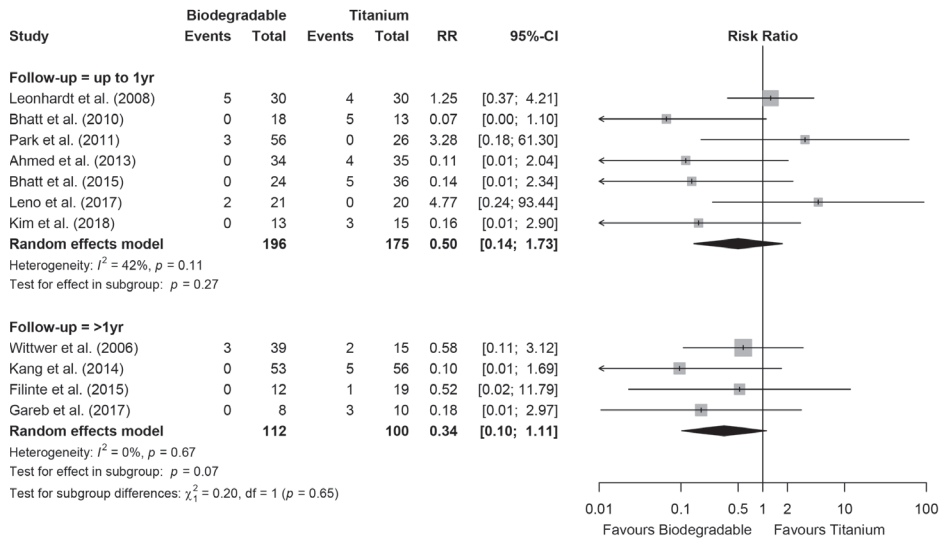 Biodegradable Titanium
Study Events Total Events Total RR 95%-CI Risk Ratio
Follow-up = up to 1yr
Leonhardt et al. (2008) 5 30 4 30 1.25 [0.37; 4.21]
Bhatt et al. (2010) 0 18 5 13 0.07 [0.00; 1.10]
Park et al. (2011) 3 56 0 26 3.28 [0.18; 61.30]
Ahmed et al. (2013) 0 34 4 35 0.11 [0.01; 2.04]
Bhatt et al. (2015) 0 24 5 36 0.14 [0.01; 2.34]
Leno et al. (2017) 2 21 0 20 4.77 [0.24; 93.44]
Kim et al. (2018) 0 13 3 15 0.16 [0.01; 2.90]
Random effects model 196 175 0.50 [0.14; 1.73]
Heterogeneity: I² = 42%, p = 0.11
Test for effect in subgroup: p = 0.27
Follow-up = >1yr
Wittwer et al. (2006) 3 39 2 15 0.58 [0.11; 3.12]
Kang et al. (2014) 0 53 5 56 0.10 [0.01; 1.69]
Filinte et al. (2015) 0 12 1 19 0.52 [0.02; 11.79]
Gareb et al. (2017) 0 8 3 10 0.18 [0.01; 2.97]
Random effects model 112 100 0.34 [0.10; 1.11]
Heterogeneity: I² = 0%, p = 0.67
Test for effect in subgroup: p = 0.07
Test for subgroup differences: χ²₁ = 0.20, df = 1 (p = 0.65)
0.01 0.1 0.5 1 2 10 100
Favours Biodegradable Favours Titanium